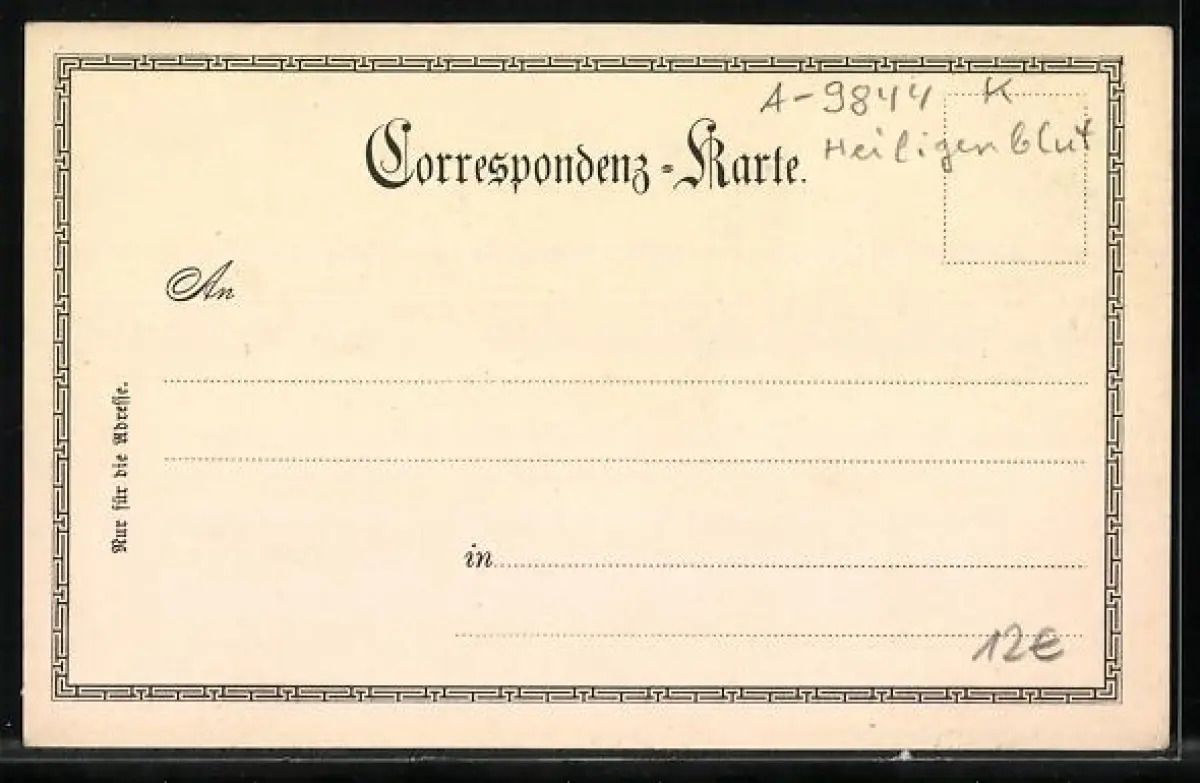 A-9844 K
Heiligenblut
Correspondenz-Karte.
An
Nur für die Adresse.
in
12€